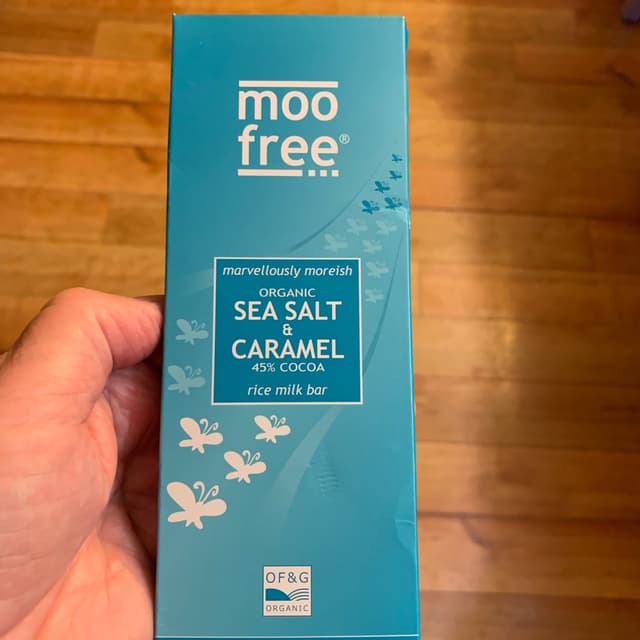 moo
free®
marvellously moreish
ORGANIC
SEA SALT
&
CARAMEL
45% COCOA
rice milk bar
OF&G
ORGANIC